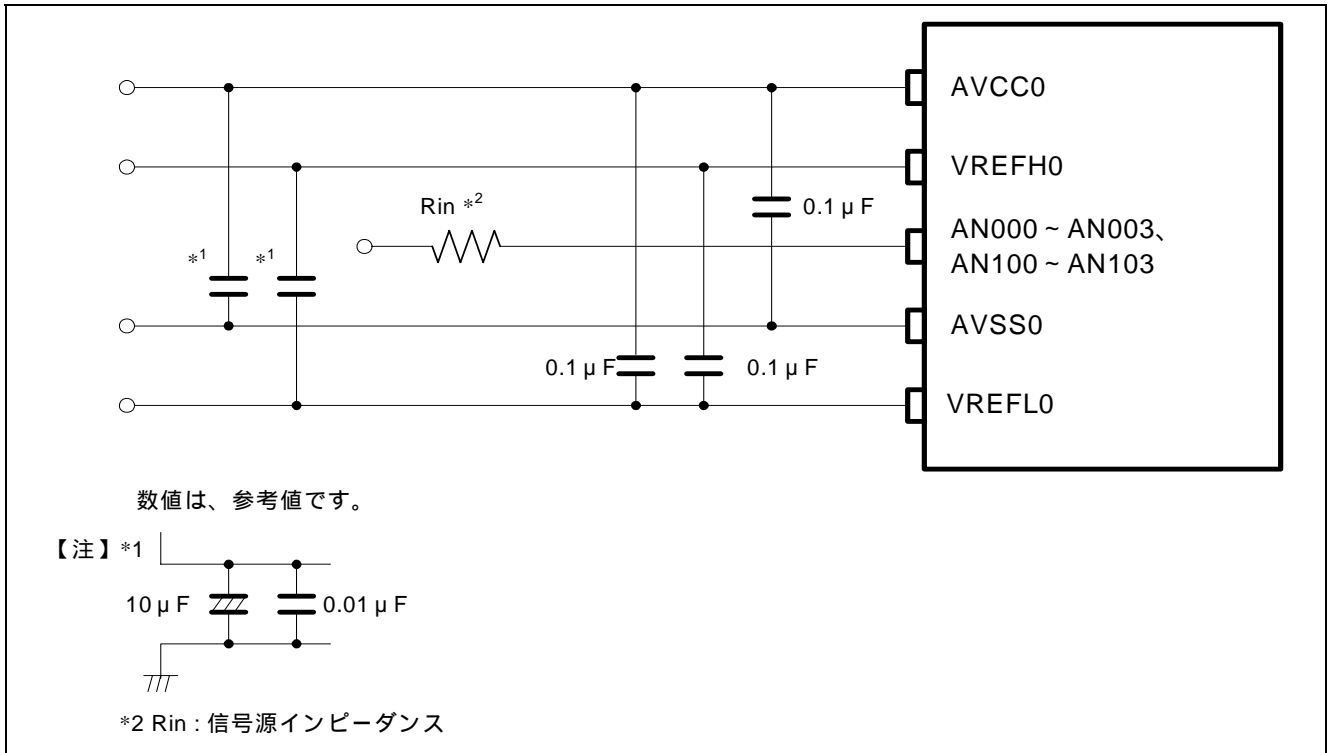 AVCC0
VREFH0
Rin *2
0.1 μ F
AN000 ~ AN003、
AN100 ~ AN103
*1
*1
AVSS0
0.1 μ F
0.1 μ F
VREFL0
数値は、参考値です。
【注】*1
10 μ F
0.01 μ F
*2 Rin : 信号源インピーダンス